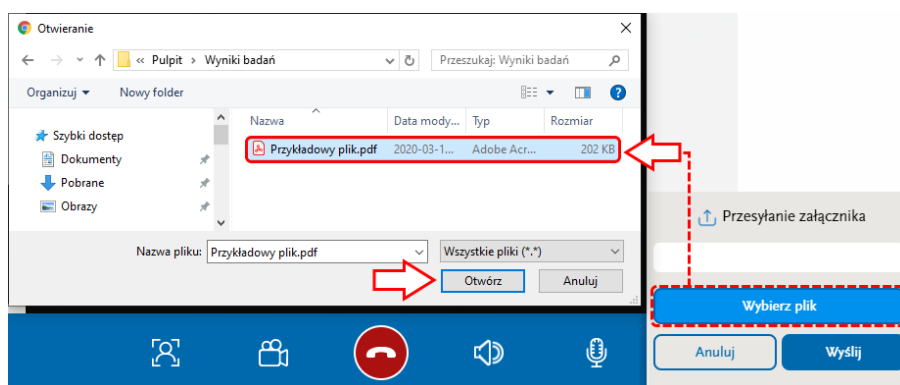 Otwieranie
« Pulpit › Wyniki badań
Przeszukaj: Wyniki badań
Organizuj
Nowy folder
Nazwa
Data mody...
Typ
Rozmiar
Szybki dostęp
Dokumenty
Pobrane
Obrazy
Przykładowy plik.pdf
2020-03-1...
Adobe Acr...
202 KB
Nazwa pliku:
Przykładowy plik.pdf
Wszystkie pliki (*.*)
Otwórz
Anuluj
Przesyłanie załącznika
Wybierz plik
Anuluj
Wyślij